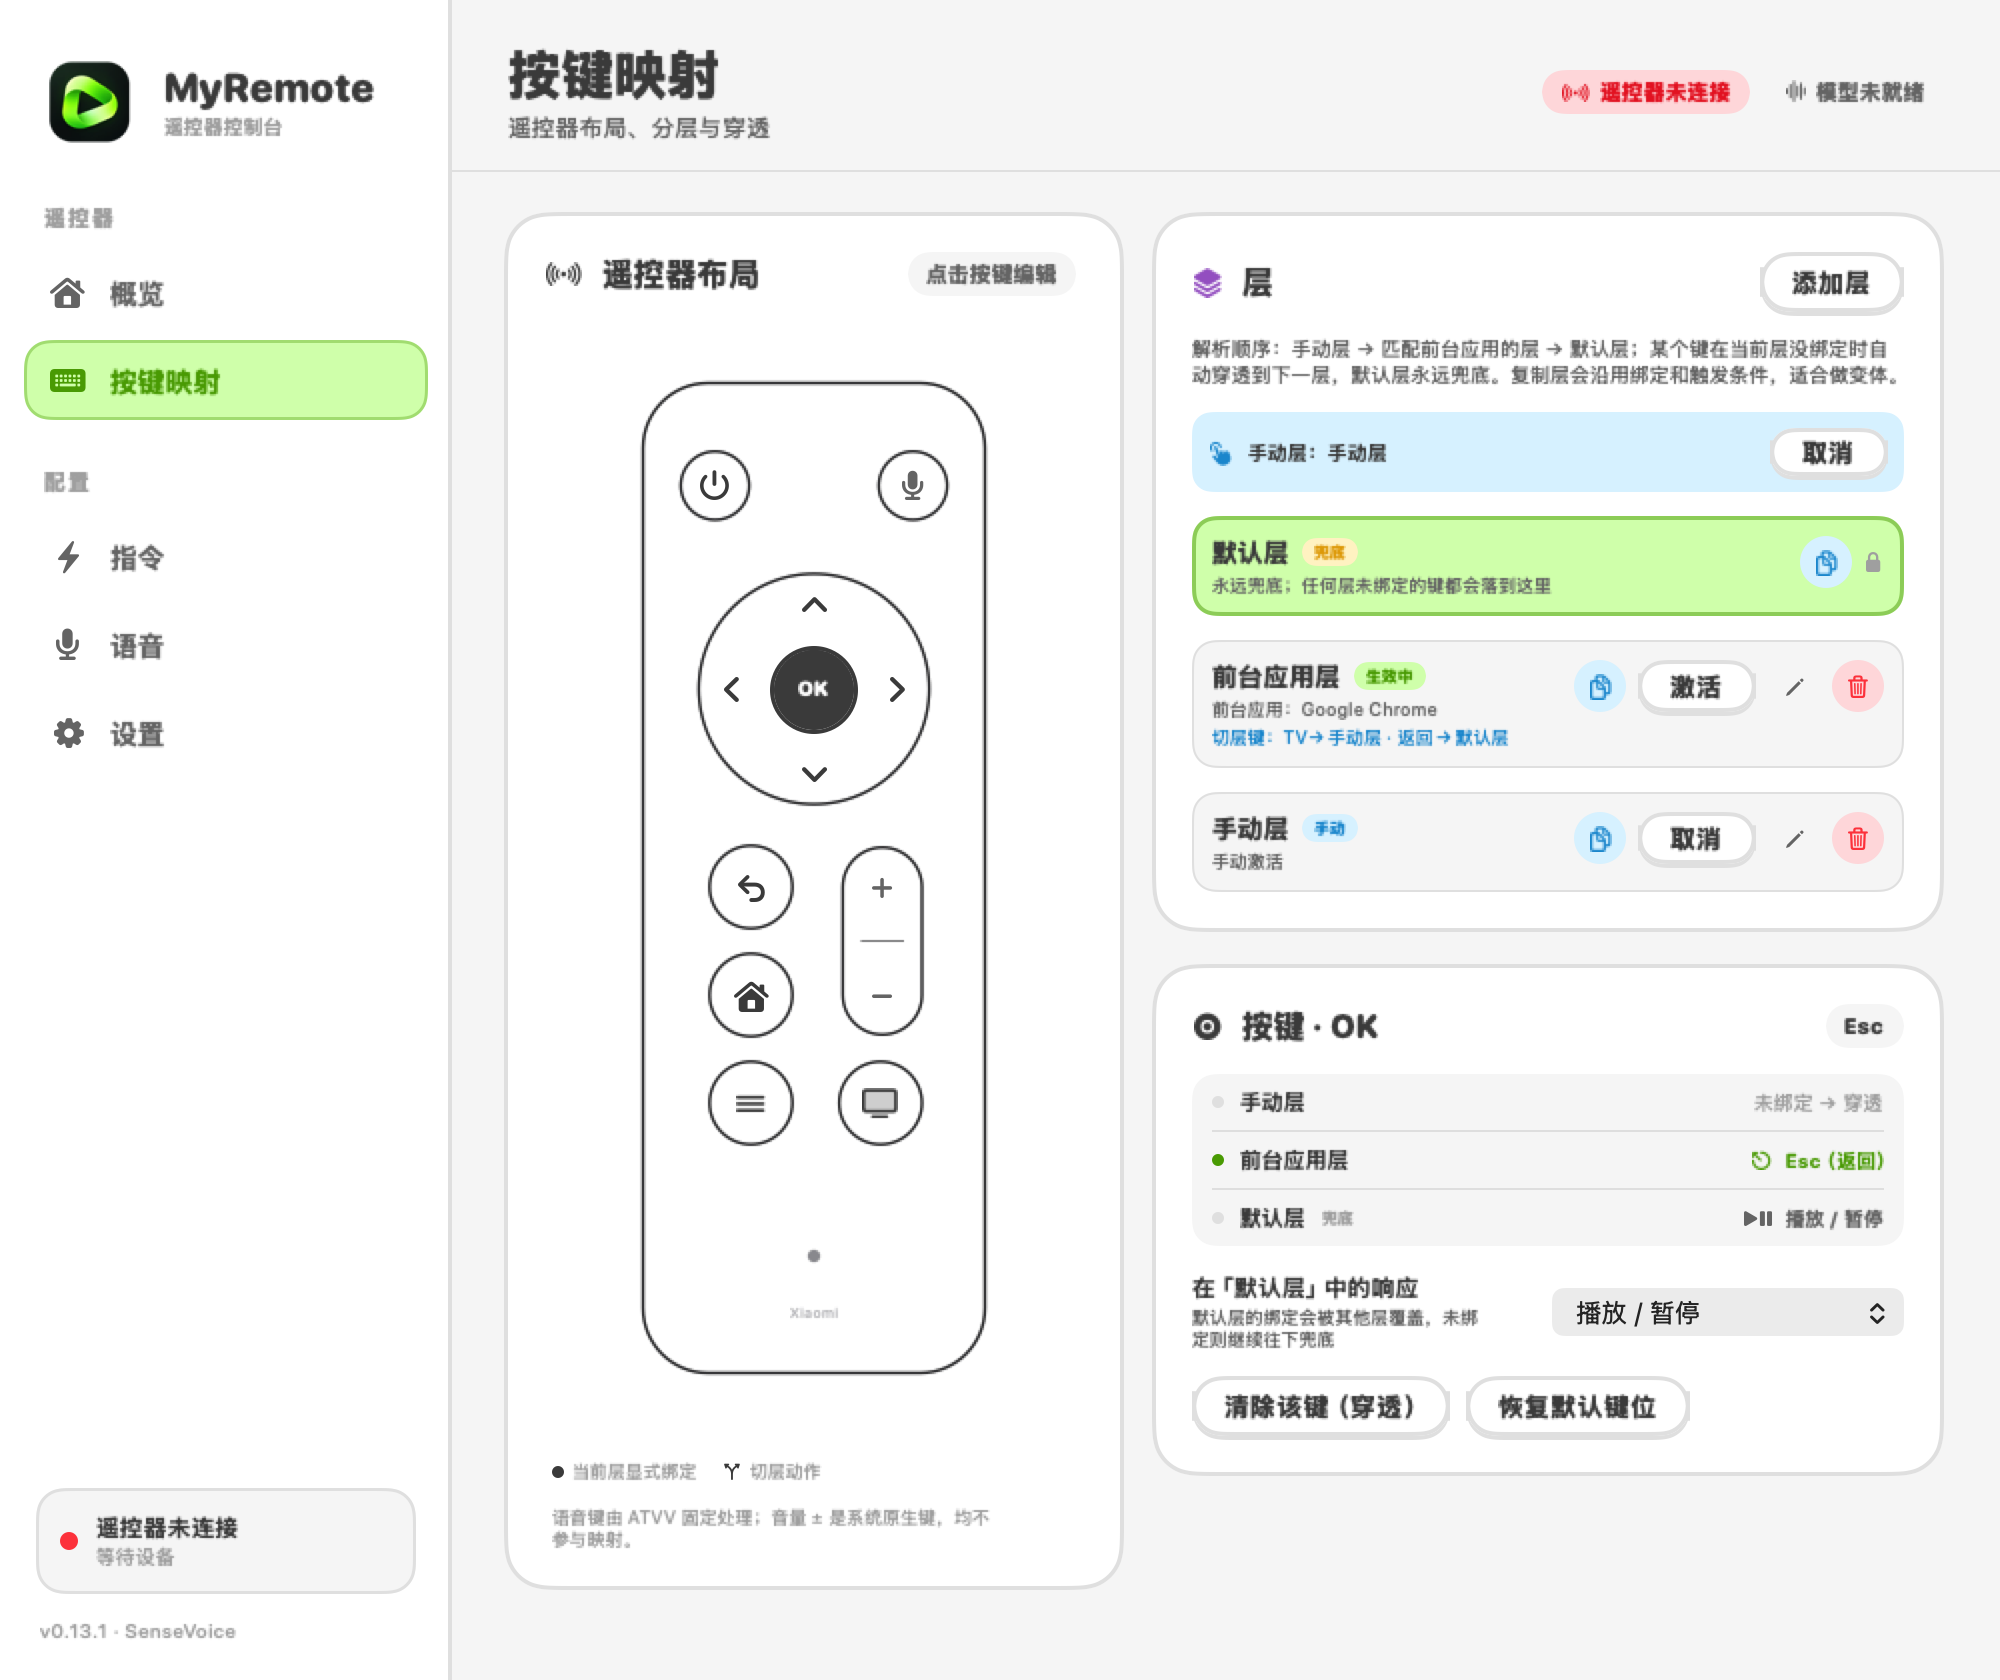 MyRemote
遥控器控制台
遥控器
概览
按键映射
配置
指令
语音
设置
遥控器未连接
等待设备
v0.13.1 · SenseVoice
按键映射
遥控器布局、分层与穿透
遥控器未连接
模型未就绪
遥控器布局
点击按键编辑
OK
Xiaomi
当前层显式绑定
切层动作
语音键由 ATVV 固定处理；音量 ± 是系统原生键，均不
参与映射。
层
添加层
解析顺序：手动层 → 匹配前台应用的层 → 默认层；某个键在当前层没绑定时自
动穿透到下一层，默认层永远兜底。复制层会沿用绑定和触发条件，适合做变体。
手动层：手动层
取消
默认层 兜底
永远兜底；任何层未绑定的键都会落到这里
前台应用层 生效中
激活
前台应用：Google Chrome
切层键：TV→手动层 · 返回→默认层
手动层 手动
取消
手动激活
按键 · OK
Esc
手动层
未绑定 → 穿透
前台应用层
Esc (返回)
默认层 兜底
播放 / 暂停
在「默认层」中的响应
默认层的绑定会被其他层覆盖，未绑
定则继续往下兜底
播放 / 暂停
清除该键 (穿透)
恢复默认键位